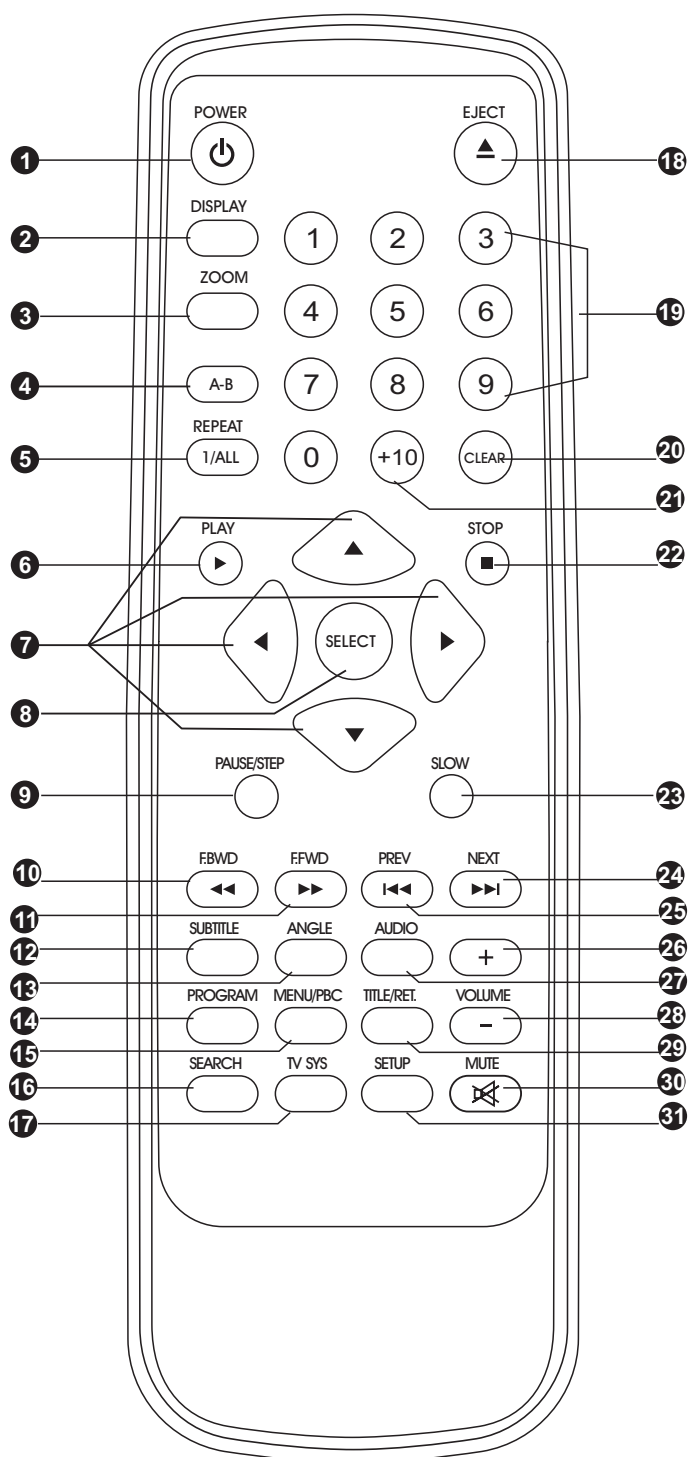 POWER EJECT
1 18
DISPLAY
2 1 2 3
ZOOM
3 4 5 6 19
4 A-B 7 8 9
REPEAT
5 1/ALL 0 +10 CLEAR 20
21
PLAY STOP
6 22
7 SELECT
8
PAUSE/STEP SLOW
9 23
F.BWD F.FWD PREV NEXT
10 24
11 25
SUBTITLE ANGLE AUDIO
12 + 26
13 27
PROGRAM MENU/PBC TITLE/RET. VOLUME
14 - 28
15 29
SEARCH TV SYS SETUP MUTE
16 30
17 31